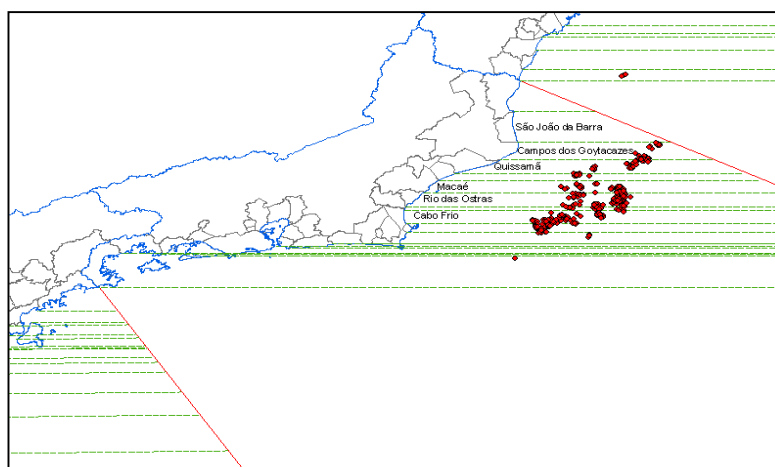 São João da Barra
Campos dos Goytacazes
Quissamã
Macaé
Rio das Ostras
Cabo Frio